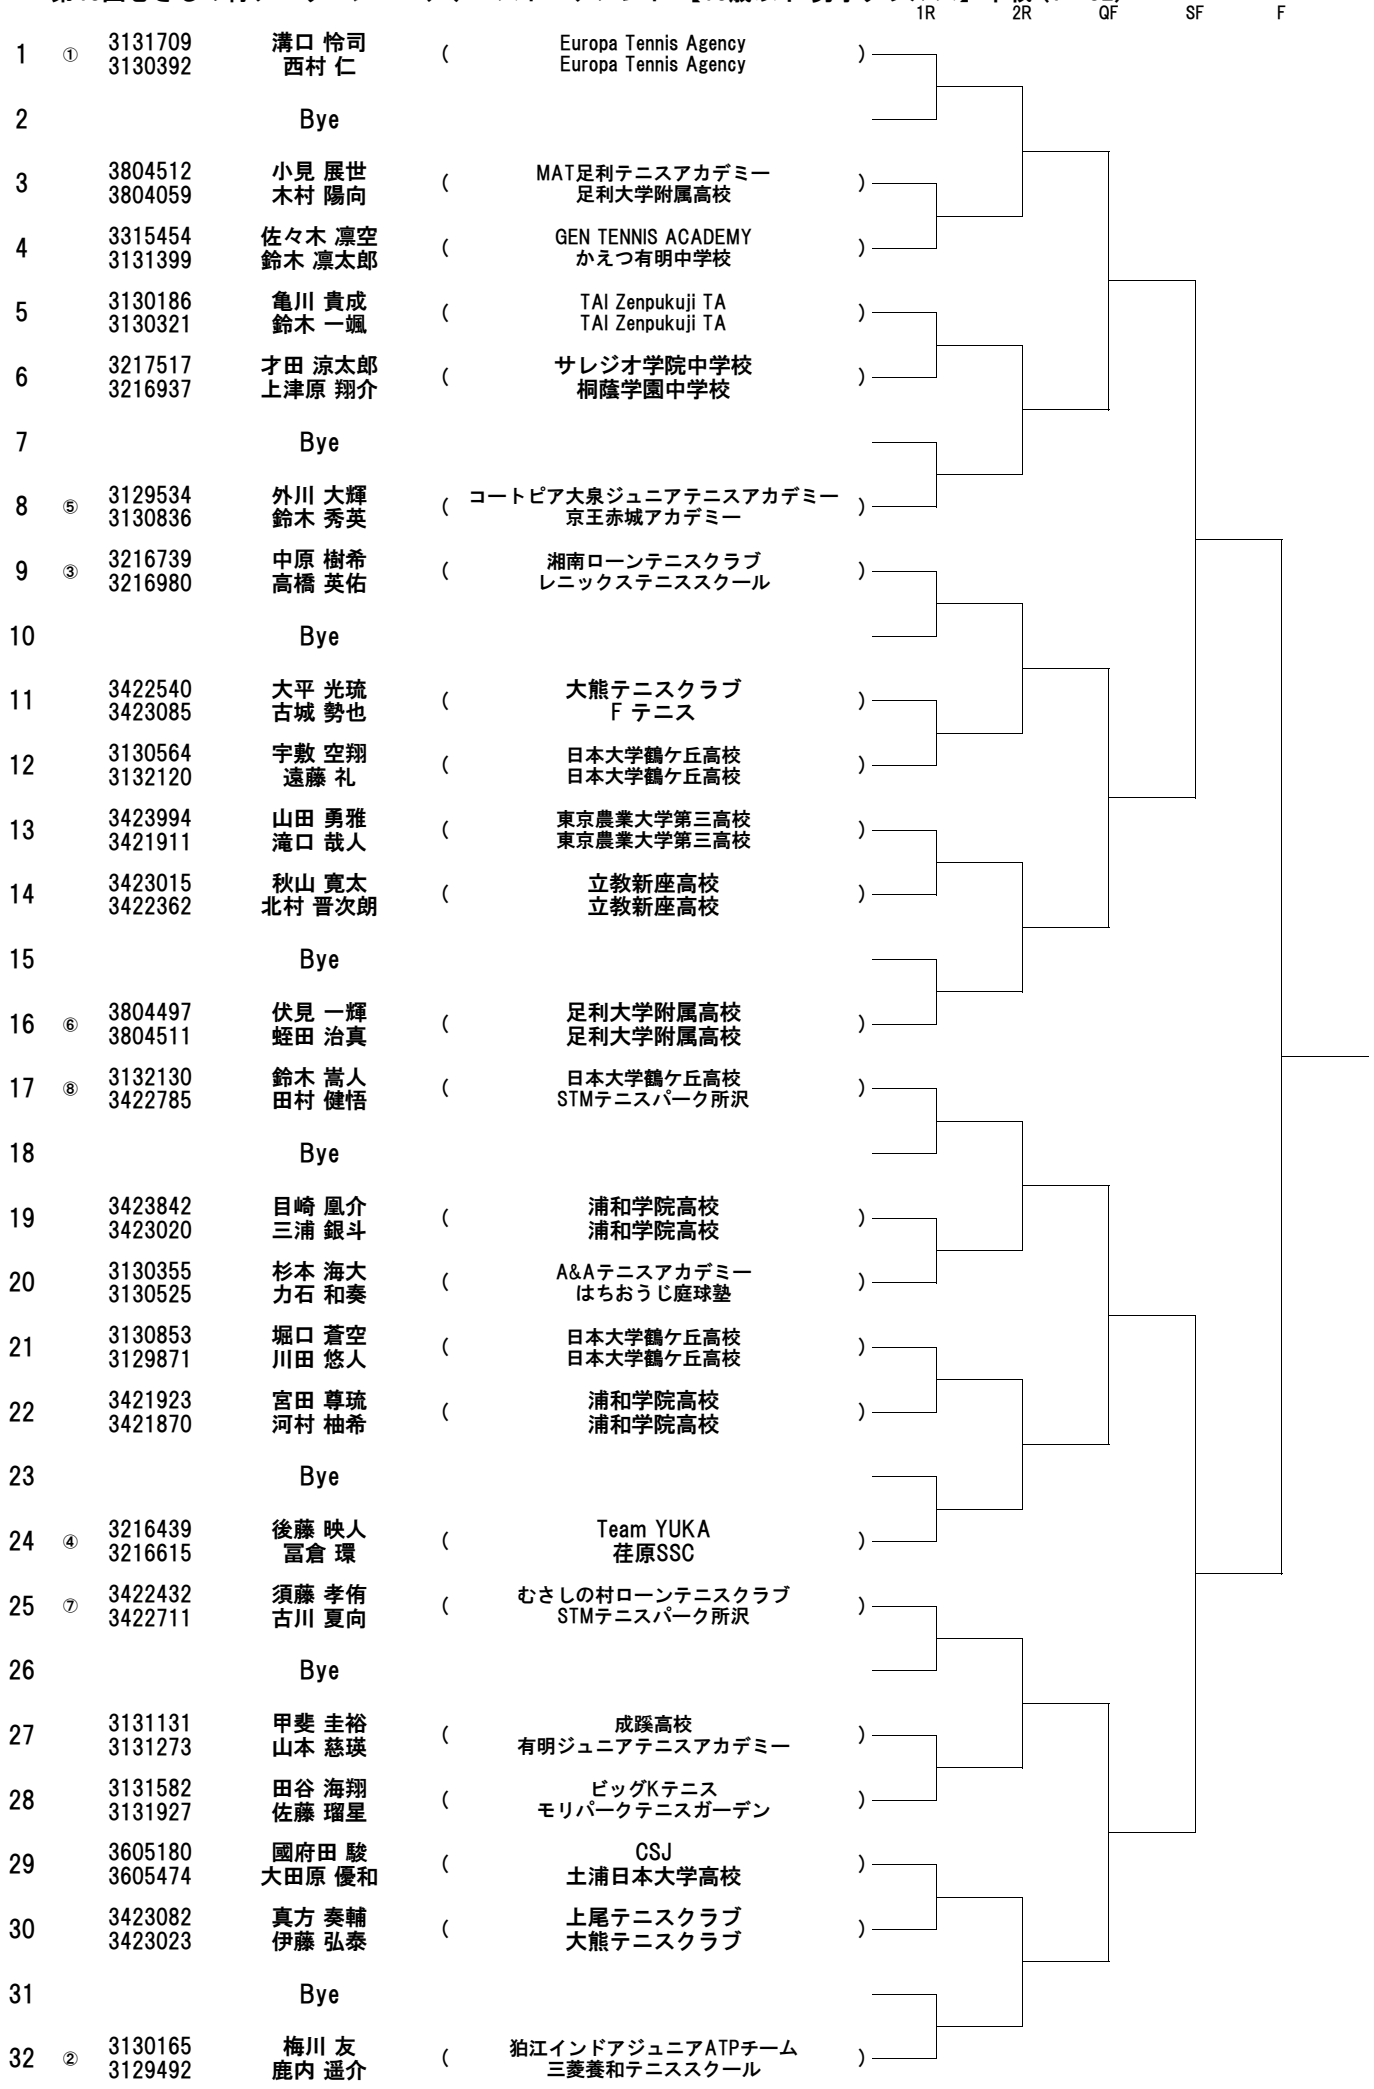 1R 2R QF SF F
1 ① 3131709 溝口 怜司 ( Europa Tennis Agency )
3130392 西村 仁 Europa Tennis Agency
2 Bye
3 3804512 小見 展世 ( MAT足利テニスアカデミー )
3804059 木村 陽向 足利大学附属高校
4 3315454 佐々木 凛空 ( GEN TENNIS ACADEMY )
3131399 鈴木 凛太郎 かえつ有明中学校
5 3130186 亀川 貴成 ( TAI Zenpukuji TA )
3130321 鈴木 一颯 TAI Zenpukuji TA
6 3217517 才田 涼太郎 ( サレジオ学院中学校 )
3216937 上津原 翔介 桐蔭学園中学校
7 Bye
8 ⑤ 3129534 外川 大輝 ( コートピア大泉ジュニアテニスアカデミー )
3130836 鈴木 秀英 京王赤城アカデミー
9 ③ 3216739 中原 樹希 ( 湘南ローンテニスクラブ )
3216980 高橋 英佑 レニックステニススクール
10 Bye
11 3422540 大平 光琉 ( 大熊テニスクラブ )
3423085 古城 勢也 F テニス
12 3130564 宇敷 空翔 ( 日本大学鶴ケ丘高校 )
3132120 遠藤 礼 日本大学鶴ケ丘高校
13 3423994 山田 勇雅 ( 東京農業大学第三高校 )
3421911 滝口 哉人 東京農業大学第三高校
14 3423015 秋山 寛太 ( 立教新座高校 )
3422362 北村 晋次朗 立教新座高校
15 Bye
16 ⑥ 3804497 伏見 一輝 ( 足利大学附属高校 )
3804511 蛭田 治真 足利大学附属高校
17 ⑧ 3132130 鈴木 嵩人 ( 日本大学鶴ケ丘高校 )
3422785 田村 健悟 STMテニスパーク所沢
18 Bye
19 3423842 目崎 凰介 ( 浦和学院高校 )
3423020 三浦 銀斗 浦和学院高校
20 3130355 杉本 海大 ( A&Aテニスアカデミー )
3130525 力石 和奏 はちおうじ庭球塾
21 3130853 堀口 蒼空 ( 日本大学鶴ケ丘高校 )
3129871 川田 悠人 日本大学鶴ケ丘高校
22 3421923 宮田 尊琉 ( 浦和学院高校 )
3421870 河村 柚希 浦和学院高校
23 Bye
24 ④ 3216439 後藤 映人 ( Team YUKA )
3216615 冨倉 環 荏原SSC
25 ⑦ 3422432 須藤 孝侑 ( むさしの村ローンテニスクラブ )
3422711 古川 夏向 STMテニスパーク所沢
26 Bye
27 3131131 甲斐 圭裕 ( 成蹊高校 )
3131273 山本 慈瑛 有明ジュニアテニスアカデミー
28 3131582 田谷 海翔 ( ビッグKテニス )
3131927 佐藤 瑠星 モリパークテニスガーデン
29 3605180 國府田 駿 ( CSJ )
3605474 大田原 優和 土浦日本大学高校
30 3423082 真方 奏輔 ( 上尾テニスクラブ )
3423023 伊藤 弘泰 大熊テニスクラブ
31 Bye
32 ② 3130165 梅川 友 ( 狛江インドアジュニアATPチーム )
3129492 鹿内 遥介 三菱養和テニススクール